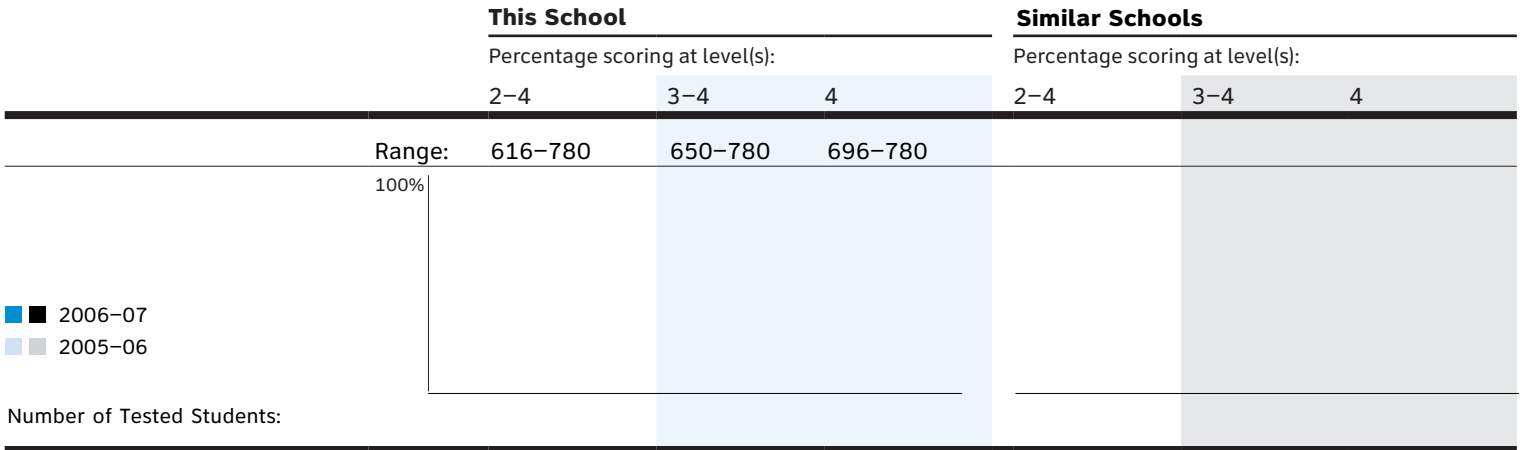 This School Similar Schools
Percentage scoring at level(s): Percentage scoring at level(s):
2–4 3–4 4 2–4 3–4 4
Range: 616–780 650–780 696–780
100%
2006–07
2005–06
Number of Tested Students: